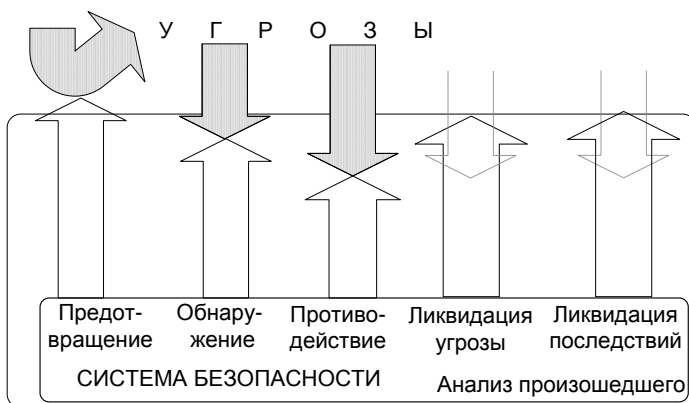 У Г Р О З Ы
Предот-
вращение
Обнару-
жение
Противо-
действие
Ликвидация
угрозы
Ликвидация
последствий
СИСТЕМА БЕЗОПАСНОСТИ
Анализ произошедшего